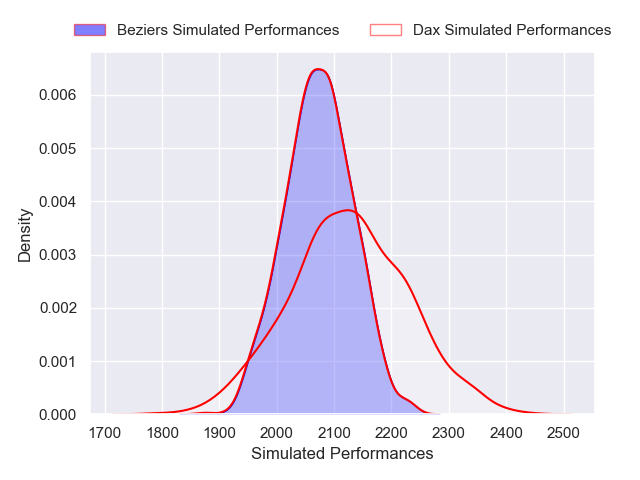 Beziers Simulated Performances Dax Simulated Performances
0.006
0.005
0.004
0.003
0.002
0.001
0.000
Density
1700 1800 1900 2000 2100 2200 2300 2400 2500
Simulated Performances